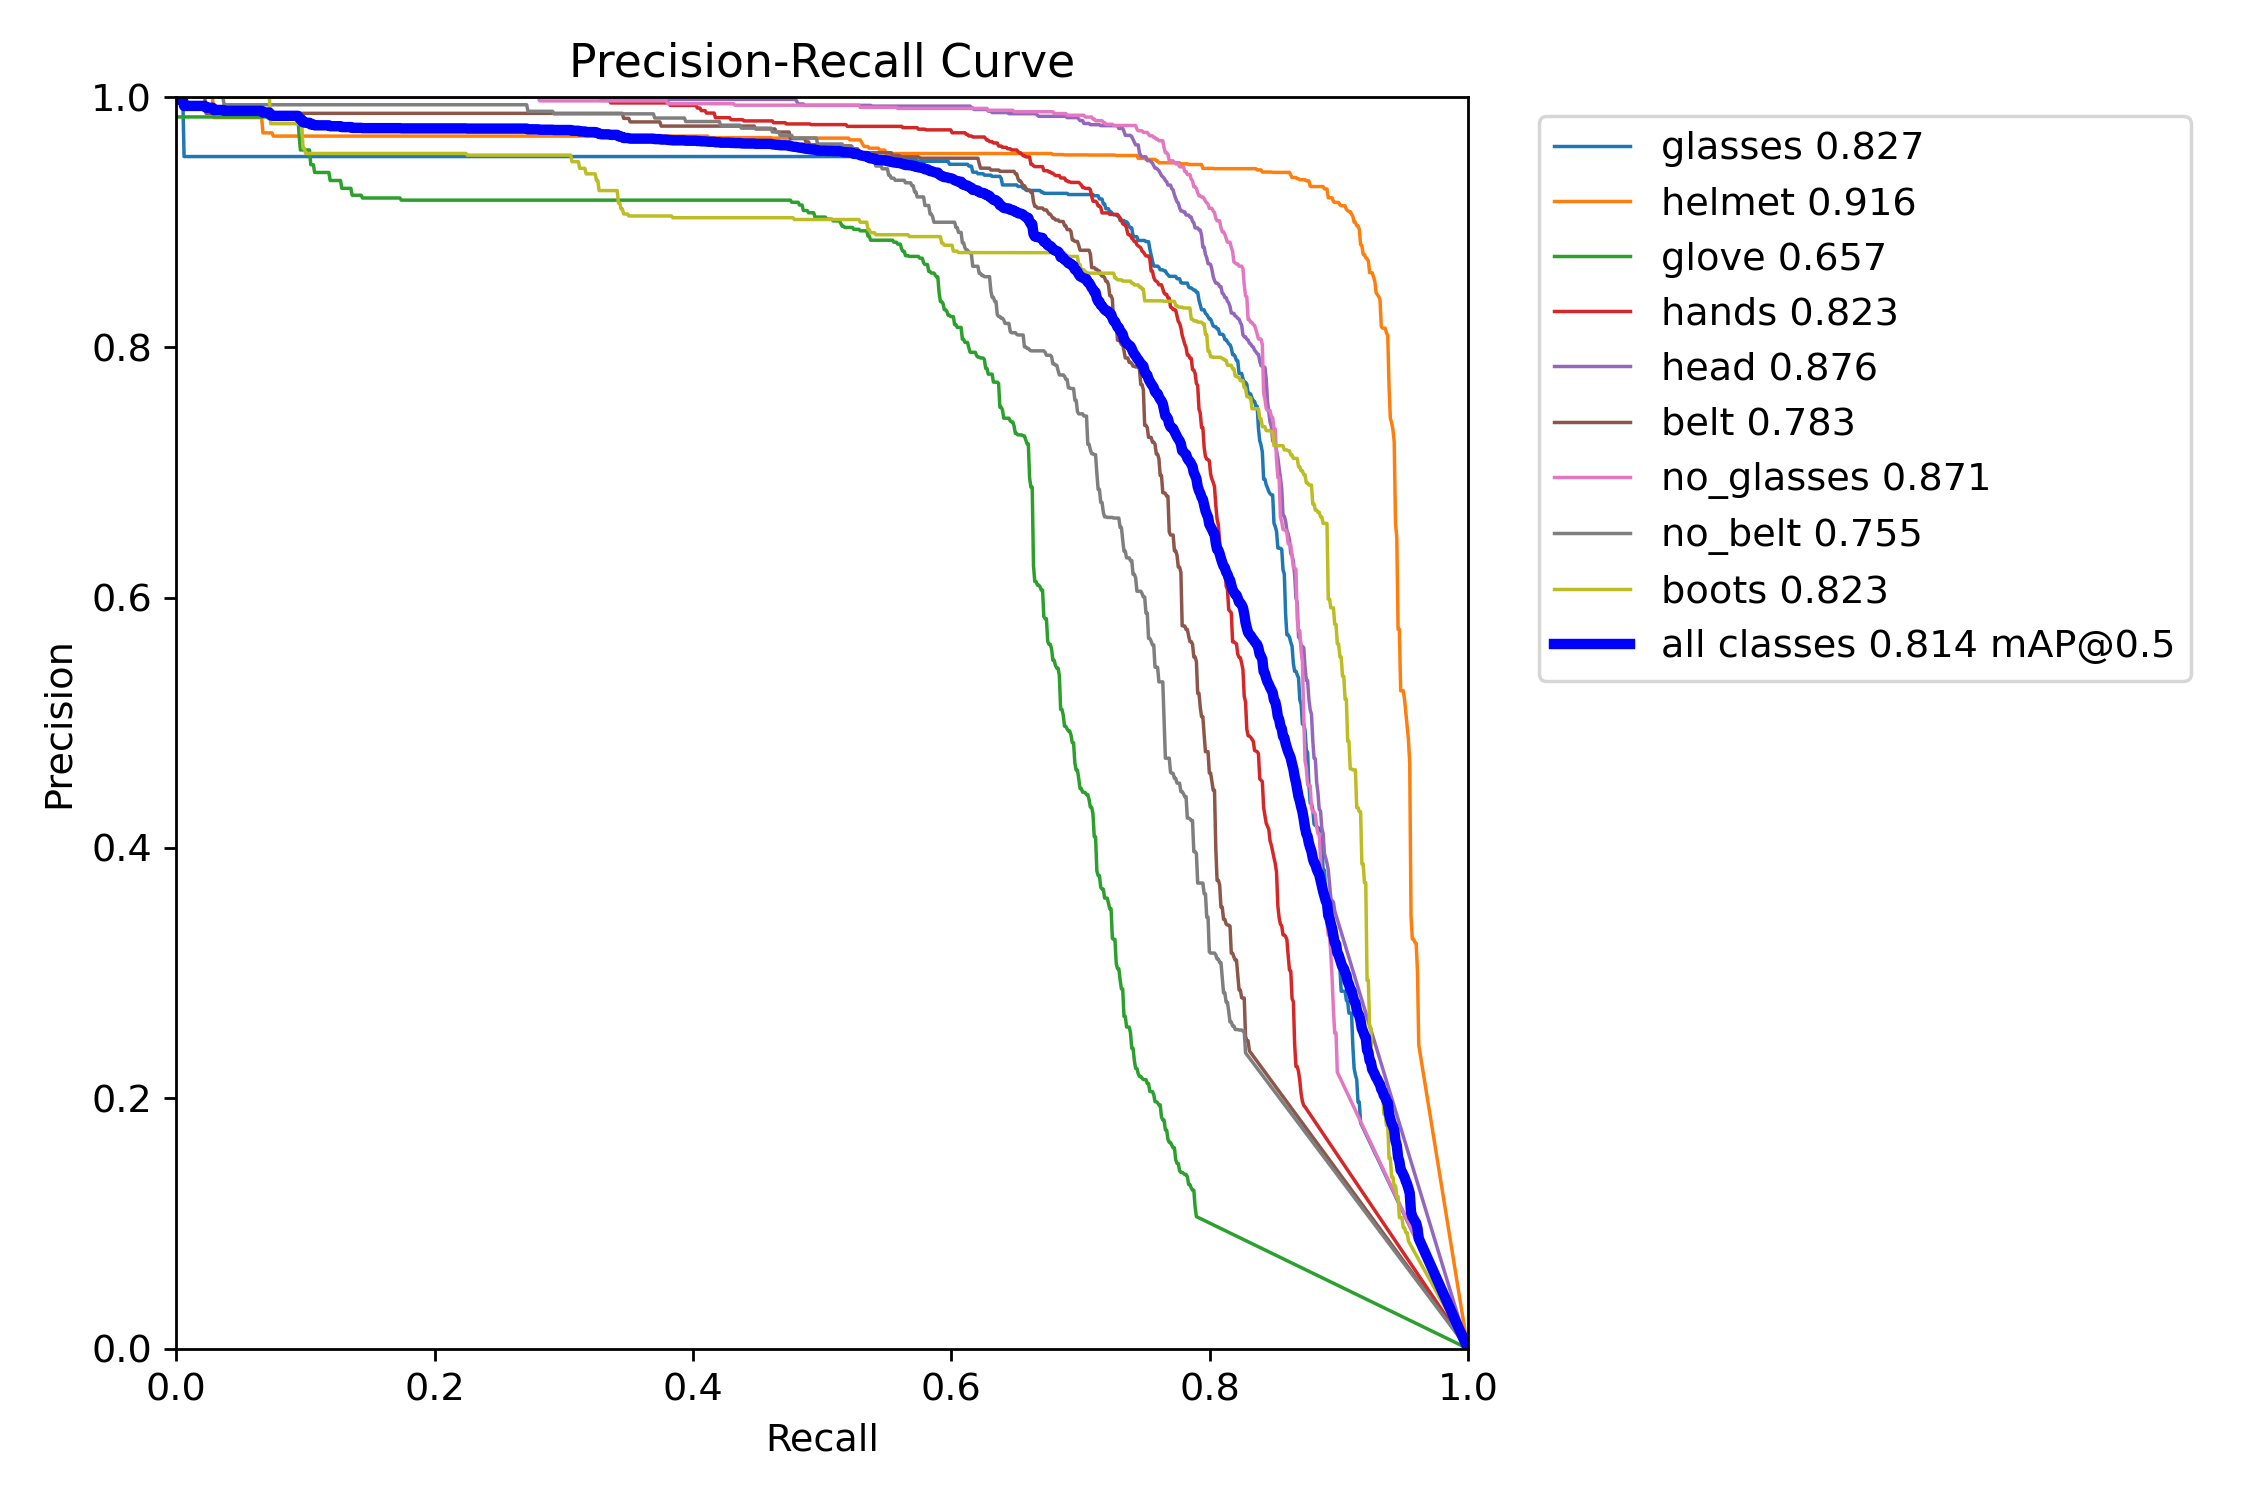 Precision-Recall Curve
1.0
0.8
0.6
0.4
0.2
0.0
Precision
0.0 0.2 0.4 0.6 0.8 1.0
Recall
glasses 0.827
helmet 0.916
glove 0.657
hands 0.823
head 0.876
belt 0.783
no_glasses 0.871
no_belt 0.755
boots 0.823
all classes 0.814 mAP@0.5